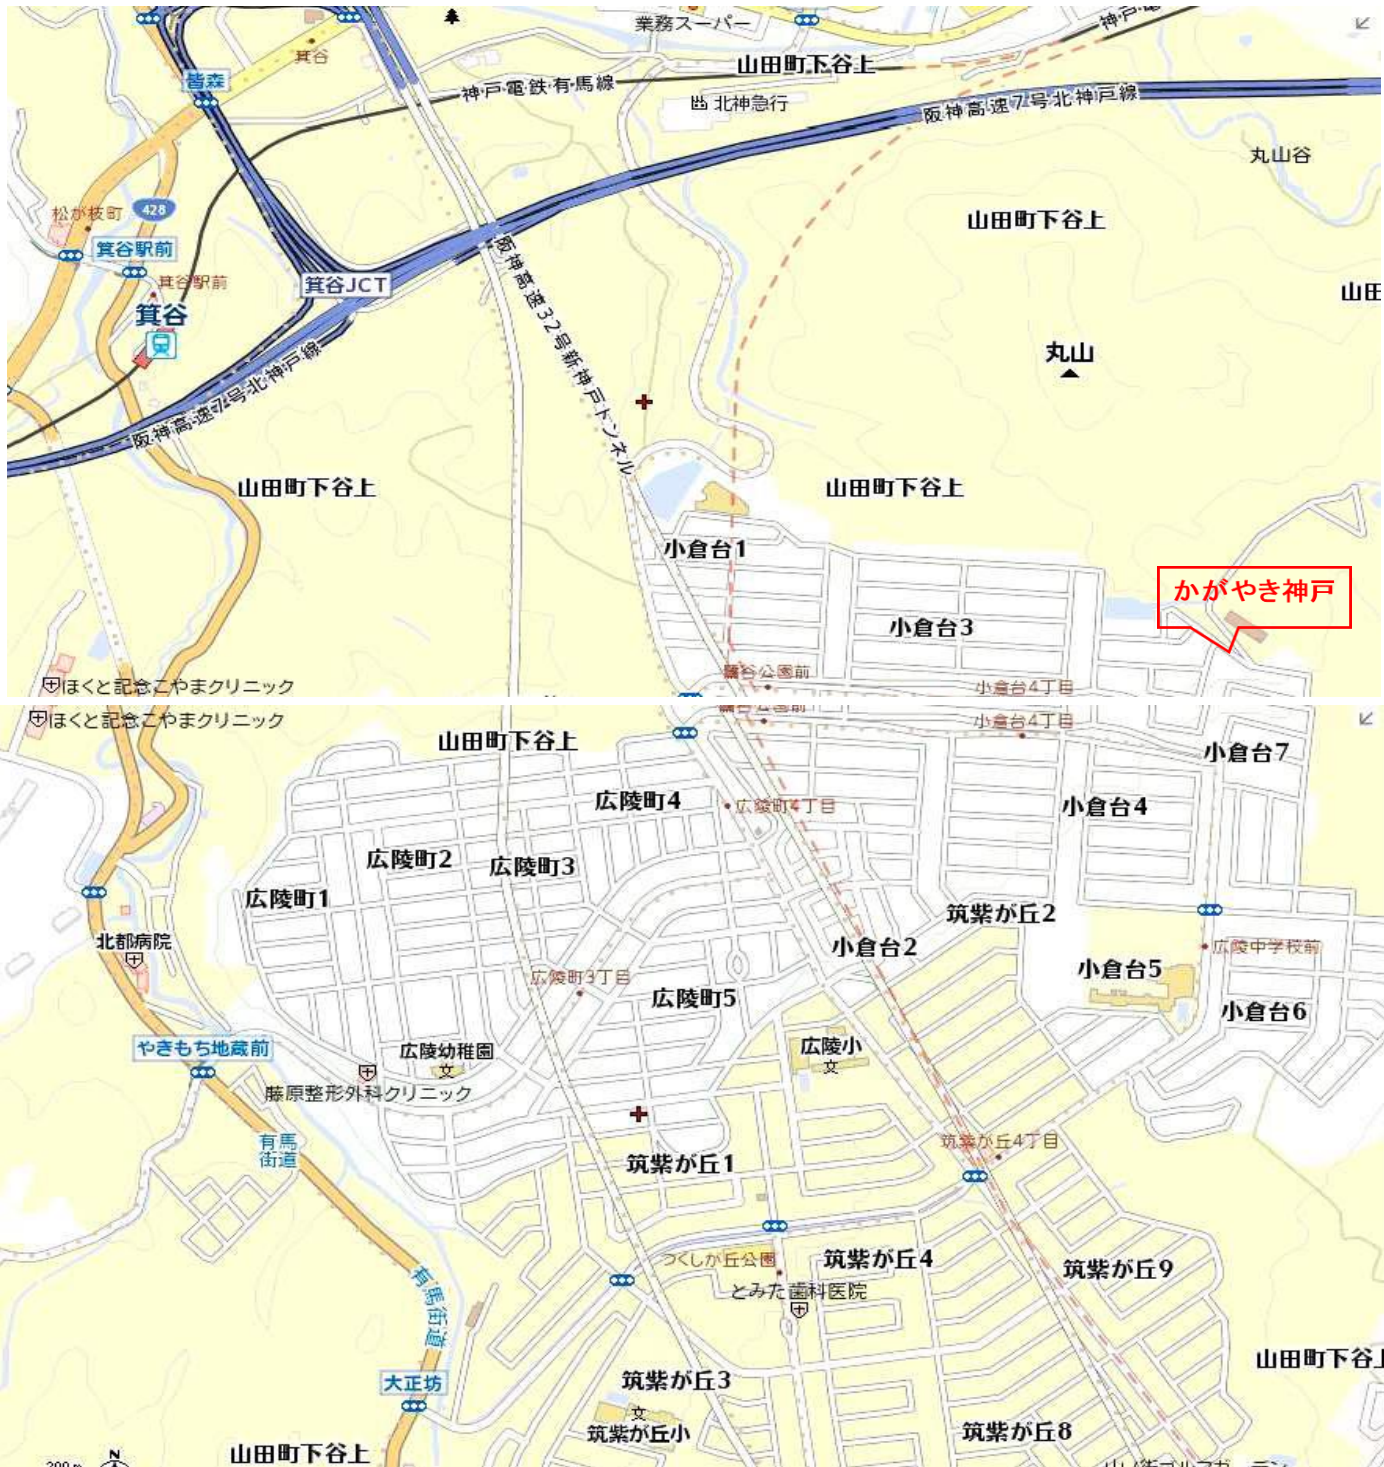 業務スーパー
神戸電
箕谷
山田町下谷上
皆森
神戸電鉄有馬線
北神急行
阪神高速7号北神戸線
丸山谷
松が枝町
428
山田町下谷上
箕谷駅前
阪神高速32号新神戸トンネル
箕谷駅前
箕谷JCT
山田
箕谷
丸山
阪神高速7号北神戸線
山田町下谷上
山田町下谷上
小倉台1
かがやき神戸
小倉台3
谷公園前
ほくと記念こやまクリニック
小倉台4丁目
ほくと記念こやまクリニック
小倉台4丁目
山田町下谷上
小倉台7
広陵町4
広陵町4丁目
小倉台4
広陵町2
広陵町3
広陵町1
筑紫が丘2
北都病院
小倉台2
広陵中学校前
広陵町3丁目
小倉台5
広陵町5
小倉台6
やきもち地蔵前
広陵幼稚園
広陵小
文
文
藤原整形外科クリニック
有馬
街道
筑紫が丘4丁目
筑紫が丘1
つくしが丘公園
筑紫が丘4
筑紫が丘9
とみた歯科医院
有馬街道
山田町下谷上
大正坊
筑紫が丘3
文
筑紫が丘小
筑紫が丘8
山田町下谷上
N